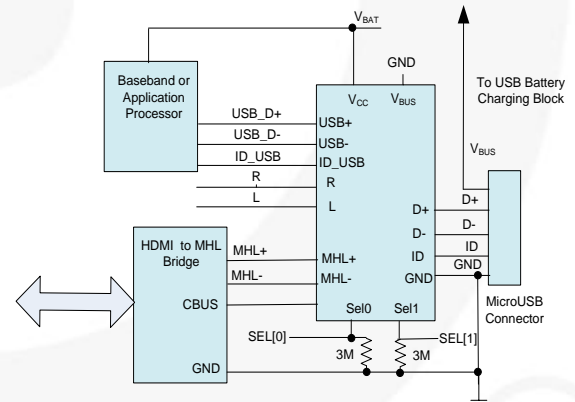 VBAT
GND
Baseband or
Application
Processor
VCC
VBUS
To USB Battery
Charging Block
USB_D+
USB+
USB_D-
USB-
ID_USB
ID_USB
R
R
L
L
VBUS
D+
D+
D-
D-
ID
ID
GND
GND
HDMI to MHL
Bridge
MHL+
MHL+
MHL-
MHL-
CBUS
GND
Sel0
Sel1
MicroUSB
Connector
SEL[0]
3M
3M
SEL[1]